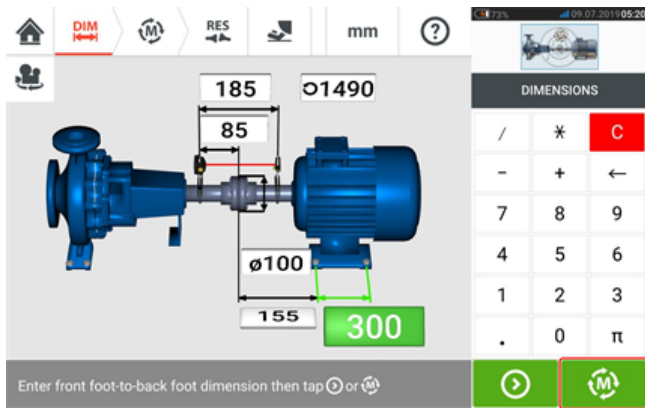 DIM
M
RES
mm
?
73%
09.07.2019 05:20
185
1490
85
ø100
155
300
Enter front foot-to-back foot dimension then tap or M
DIMENSIONS
/ * C
- + ←
7 8 9
4 5 6
1 2 3
. 0 π
M